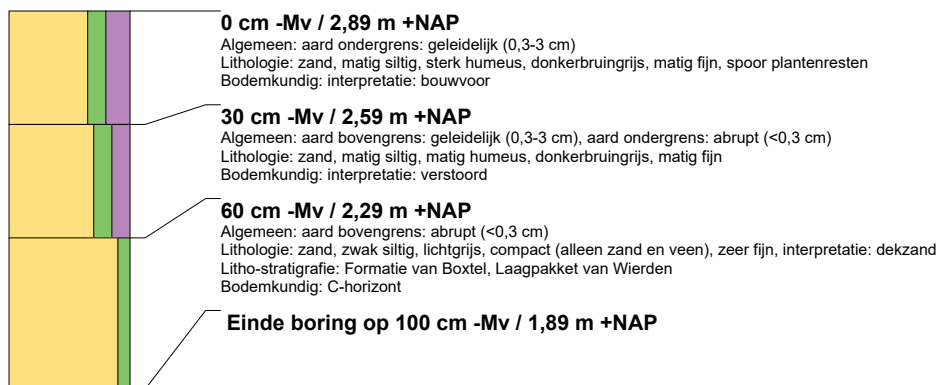 0 cm -Mv / 2,89 m +NAP
Algemeen: aard ondergrens: geleidelijk (0,3-3 cm)
Lithologie: zand, matig siltig, sterk humeus, donkerbruingrijs, matig fijn, spoor plantenresten
Bodemkundig: interpretatie: bouwvoor
30 cm -Mv / 2,59 m +NAP
Algemeen: aard bovengrens: geleidelijk (0,3-3 cm), aard ondergrens: abrupt (<0,3 cm)
Lithologie: zand, matig siltig, matig humeus, donkerbruingrijs, matig fijn
Bodemkundig: interpretatie: verstoord
60 cm -Mv / 2,29 m +NAP
Algemeen: aard bovengrens: abrupt (<0,3 cm)
Lithologie: zand, zwak siltig, lichtgrijs, compact (alleen zand en veen), zeer fijn, interpretatie: dekzand
Litho-stratigrafie: Formatie van Boxtel, Laagpakket van Wierden
Bodemkundig: C-horizont
Einde boring op 100 cm -Mv / 1,89 m +NAP